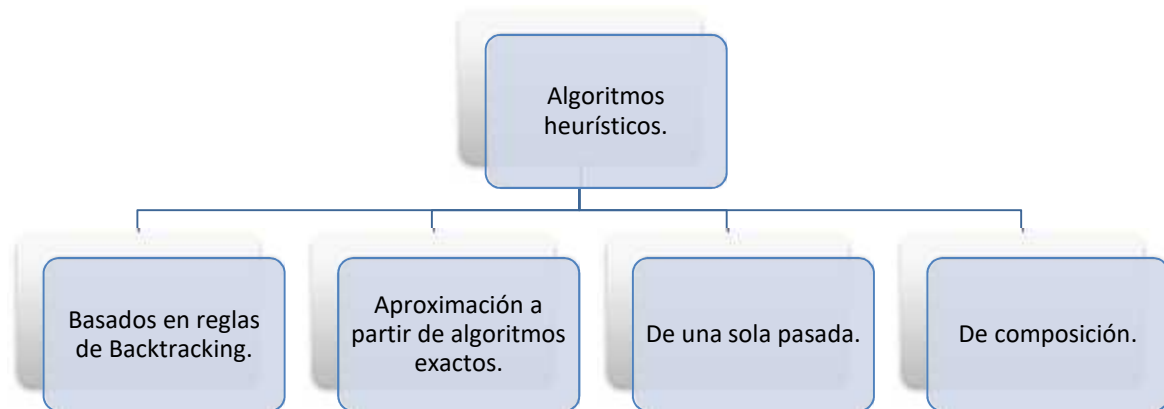 Algoritmos
heurísticos.
Basados en reglas
de Backtracking.
Aproximación a
partir de algoritmos
exactos.
De una sola pasada.
De composición.